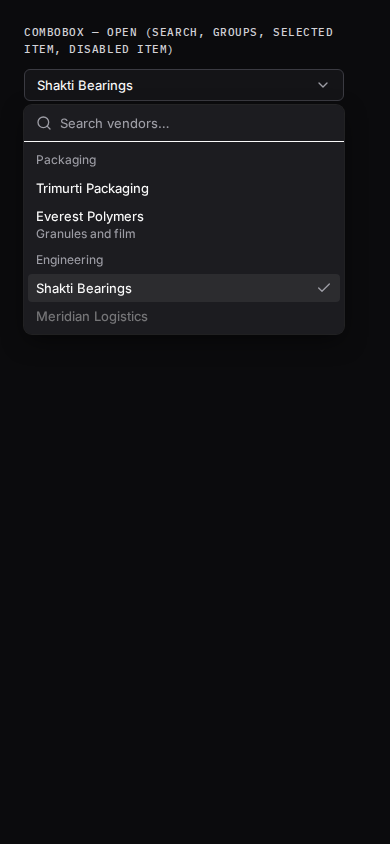 COMBOBOX — OPEN (SEARCH, GROUPS, SELECTED
ITEM, DISABLED ITEM)
Shakti Bearings
Search vendors...
Packaging
Trimurti Packaging
Everest Polymers
Granules and film
Engineering
Shakti Bearings
Meridian Logistics